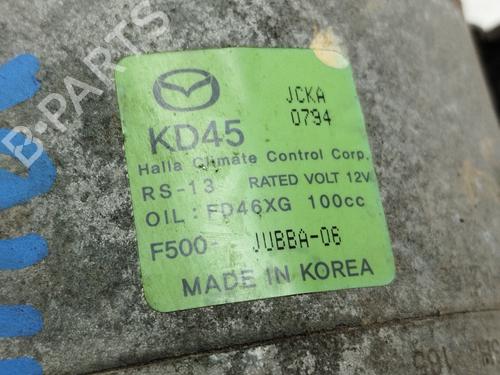 JCKA
0794
KD45
Halla Climate Control Corp.
RS-13 RATED VOLT 12V
OIL: FD46XG 100cc
F500- JUBBA-06
MADE IN KOREA